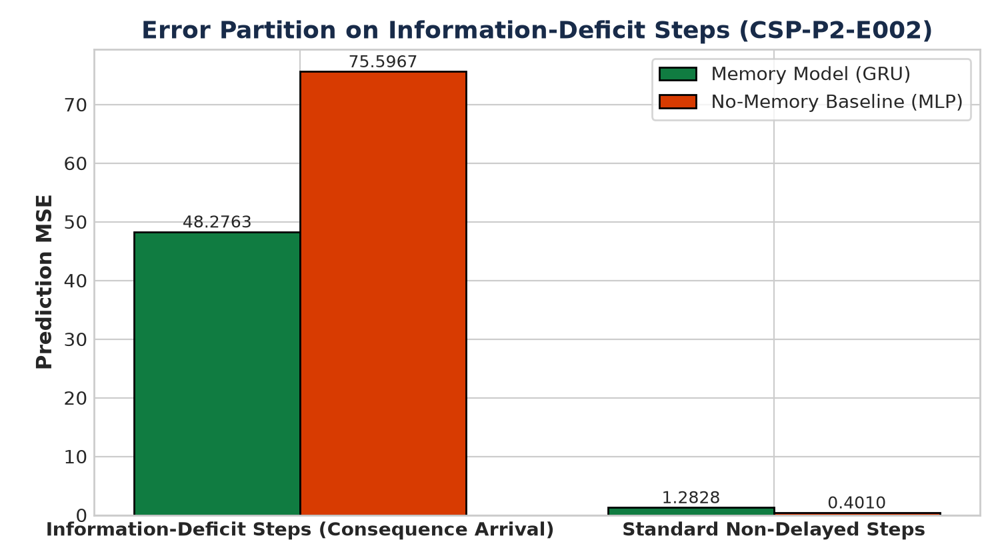 Error Partition on Information-Deficit Steps (CSP-P2-E002)
75.5967
Memory Model (GRU)
No-Memory Baseline (MLP)
70
60
50
48.2763
40
30
20
10
0
Prediction MSE
1.2828
0.4010
Information-Deficit Steps (Consequence Arrival)
Standard Non-Delayed Steps